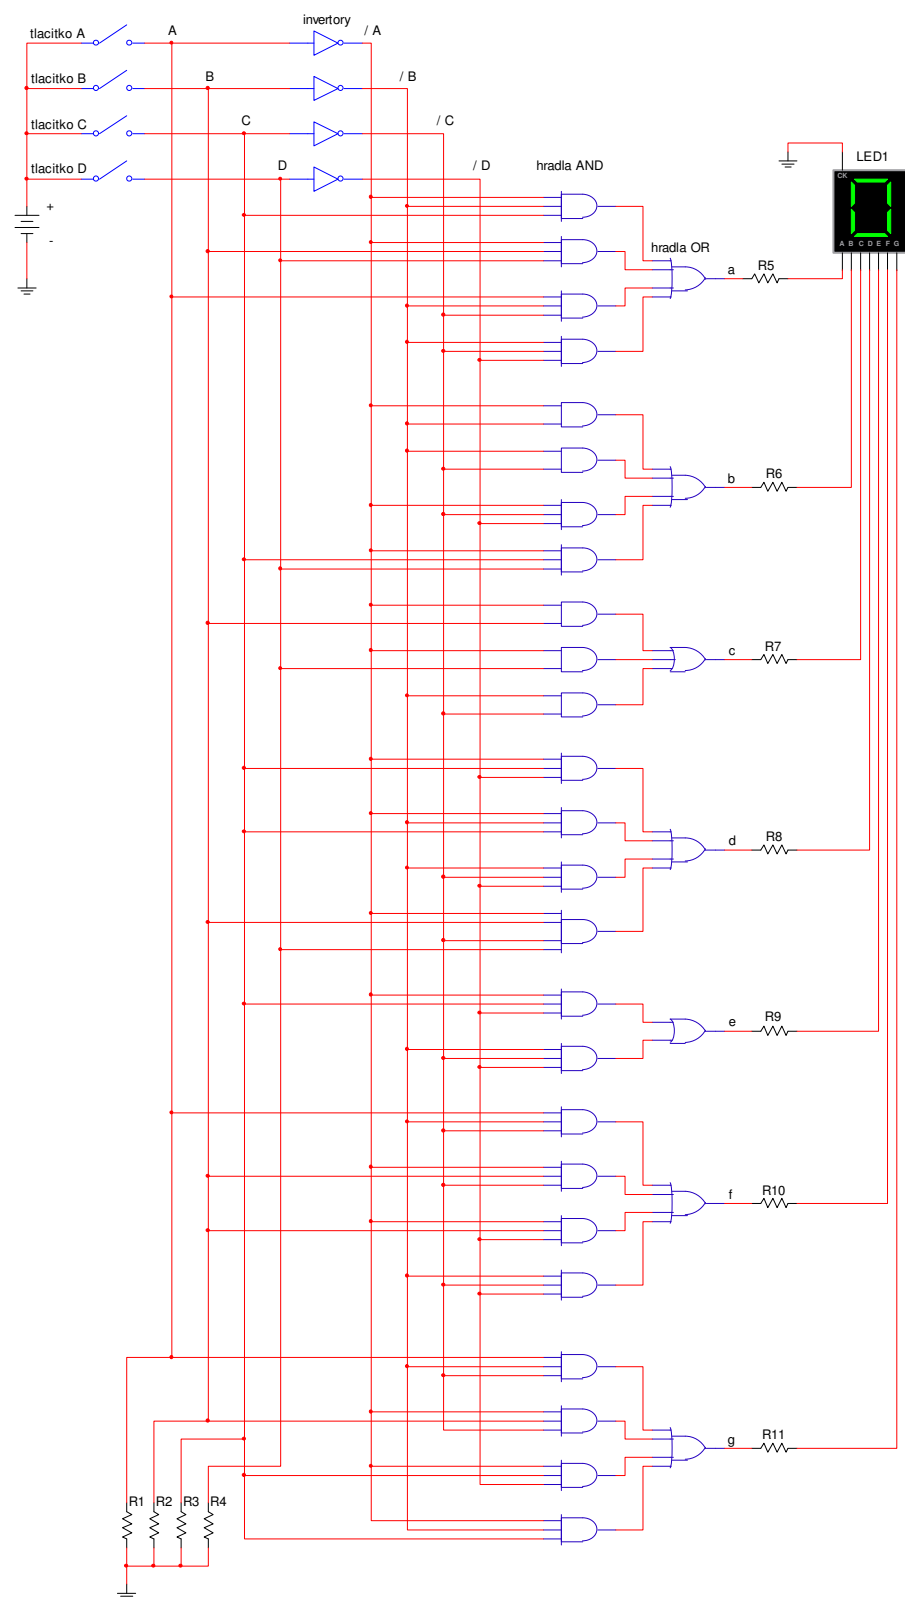 invertory
tlacitko A
A
/ A
tlacitko B
B
/ B
tlacitko C
C
/ C
tlacitko D
D
/ D
hradla AND
LED1
CK
A B C D E F G
+
-
hradla OR
a
R5
b
R6
c
R7
d
R8
e
R9
f
R10
g
R11
R1
R2
R3
R4